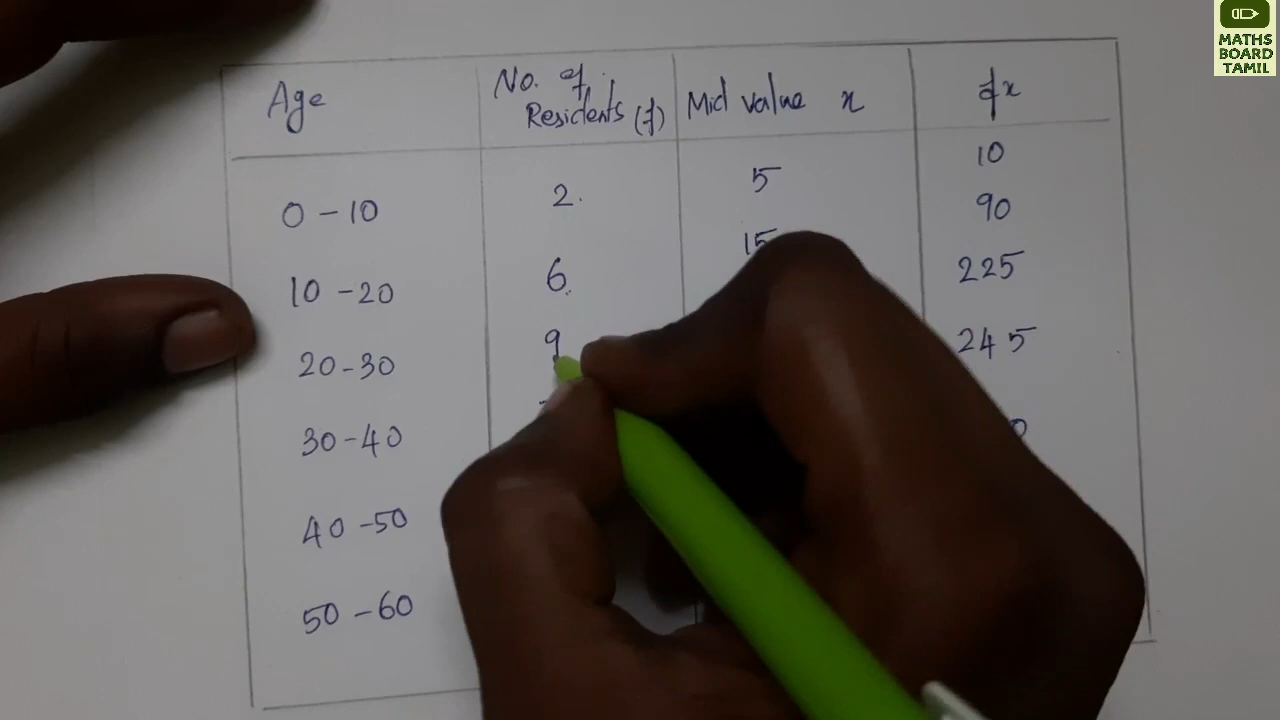 MATHS
BOARD
TAMIL
Age No. of Residents (f) Mid value x fx
0 - 10 2. 5 10
10 - 20 6. 15 90
20 - 30 9 225
30 - 40 245
40 - 50
50 - 60